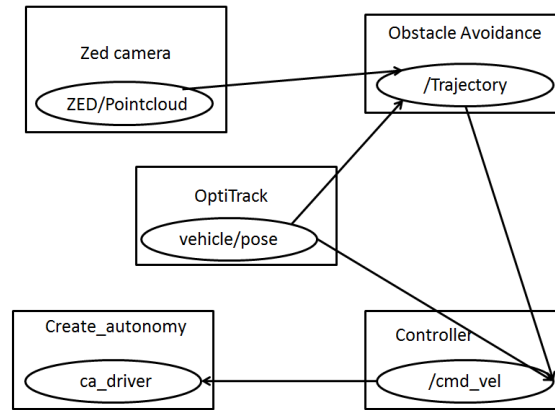 Zed camera
ZED/Pointcloud
Obstacle Avoidance
/Trajectory
OptiTrack
vehicle/pose
Create_autonomy
ca_driver
Controller
/cmd_vel